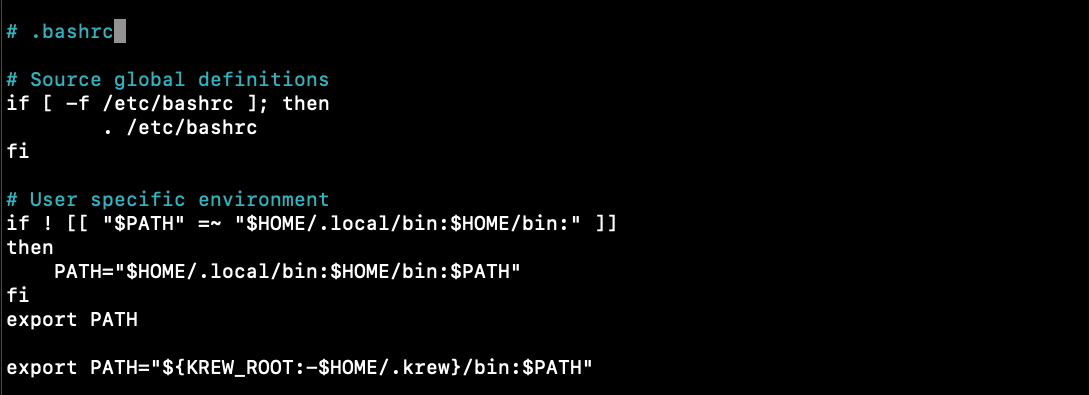 # .bashrc
# Source global definitions
if [ -f /etc/bashrc ]; then
        . /etc/bashrc
fi
# User specific environment
if ! [[ "$PATH" =~ "$HOME/.local/bin:$HOME/bin:" ]]
then
    PATH="$HOME/.local/bin:$HOME/bin:$PATH"
fi
export PATH
export PATH="${KREW_ROOT:-$HOME/.krew}/bin:$PATH"